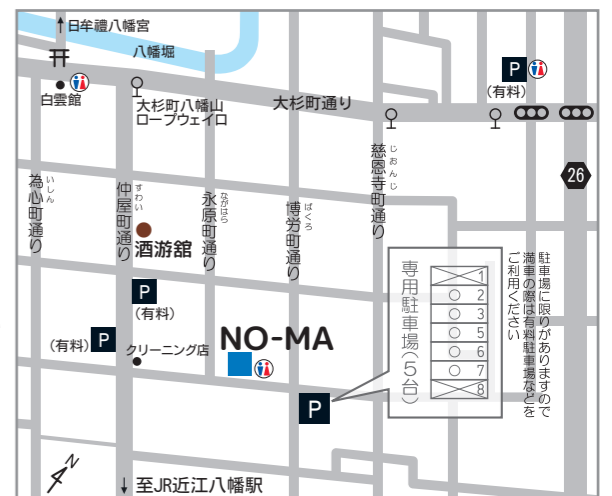 日牟禮八幡宮
八幡堀
白雲館
大杉町八幡山
ロープウェイ口
大杉町通り
P
(有料)
26
いしん
為心町通り
すわい
仲屋町通り
ながはら
永原町通り
ばくろ
博労町通り
じおんじ
慈恩寺町通り
酒游舘
P
(有料)
(有料)
P
クリーニング店
NO-MA
P
専用駐車場(5台)
1
2
3
5
6
7
8
駐車場に限りがありますので
満車の際は有料駐車場などを
ご利用ください
N
至JR近江八幡駅